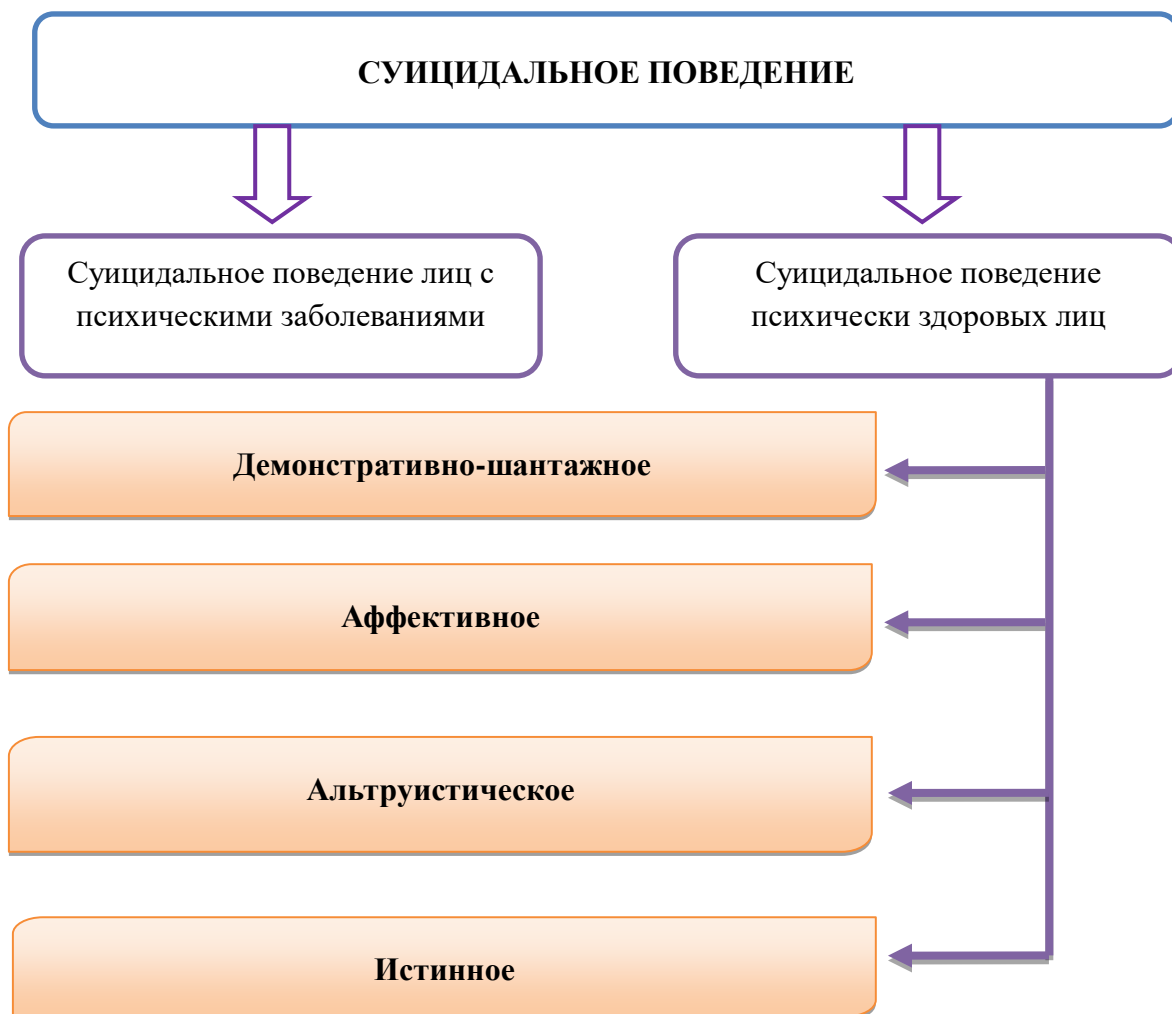 СУИЦИДАЛЬНОЕ ПОВЕДЕНИЕ
Суицидальное поведение лиц с
психическими заболеваниями
Суицидальное поведение
психически здоровых лиц
Демонстративно-шантажное
Аффективное
Альтруистическое
Истинное